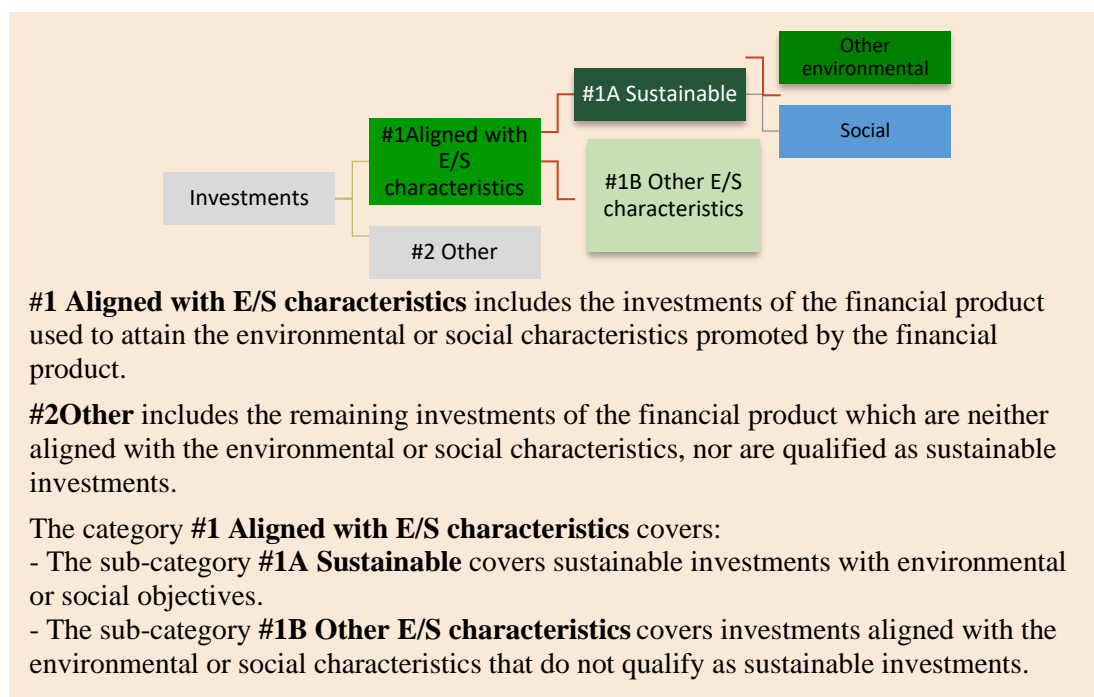 Other
environmental
#1A Sustainable
Social
#1Aligned with
E/S
characteristics
#1B Other E/S
characteristics
Investments
#2 Other
#1 Aligned with E/S characteristics includes the investments of the financial product
used to attain the environmental or social characteristics promoted by the financial
product.
#2Other includes the remaining investments of the financial product which are neither
aligned with the environmental or social characteristics, nor are qualified as sustainable
investments.
The category #1 Aligned with E/S characteristics covers:
- The sub-category #1A Sustainable covers sustainable investments with environmental
or social objectives.
- The sub-category #1B Other E/S characteristics covers investments aligned with the
environmental or social characteristics that do not qualify as sustainable investments.